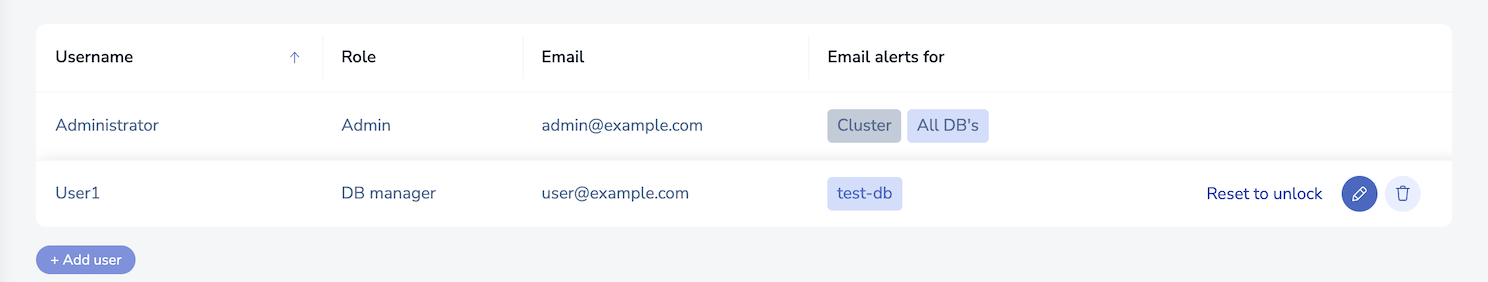 Username Role Email Email alerts for
Administrator Admin admin@example.com Cluster All DB's
User1 DB manager user@example.com test-db Reset to unlock
+ Add user